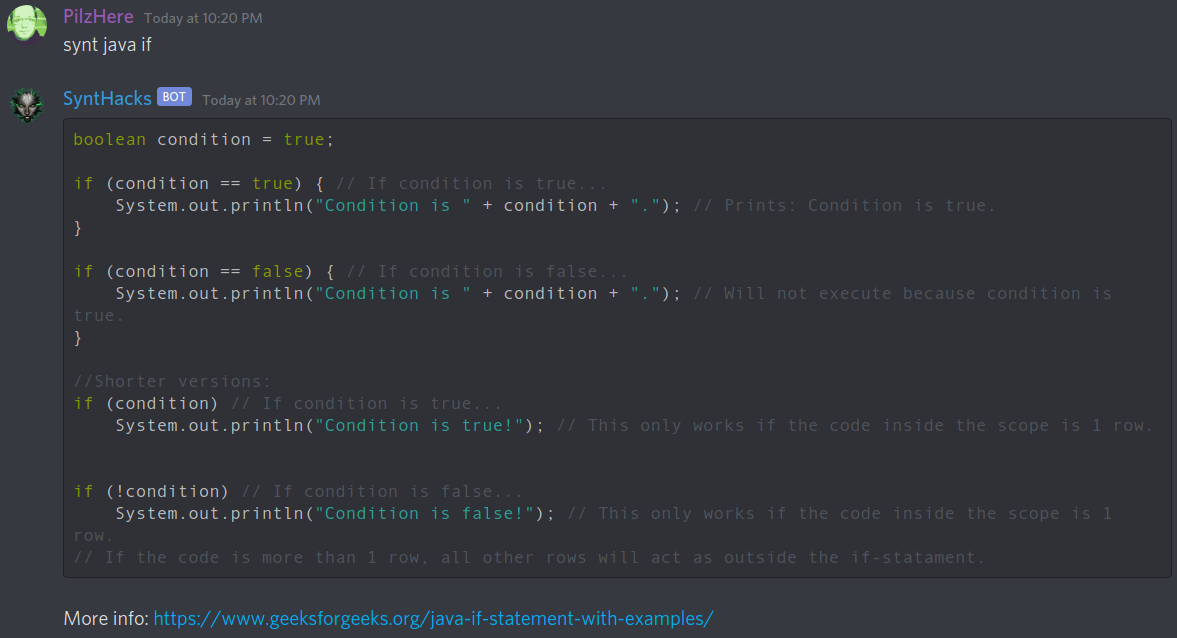 PilzHere Today at 10:20 PM
synt java if
SyntHacks BOT Today at 10:20 PM
boolean condition = true;
if (condition == true) { // If condition is true...
    System.out.println("Condition is " + condition + "."); // Prints: Condition is true.
}
if (condition == false) { // If condition is false...
    System.out.println("Condition is " + condition + "."); // Will not execute because condition is
true.
}
//Shorter versions:
if (condition) // If condition is true...
    System.out.println("Condition is true!"); // This only works if the code inside the scope is 1 row.
if (!condition) // If condition is false...
    System.out.println("Condition is false!"); // This only works if the code inside the scope is 1
row.
// If the code is more than 1 row, all other rows will act as outside the if-statament.
More info: https://www.geeksforgeeks.org/java-if-statement-with-examples/